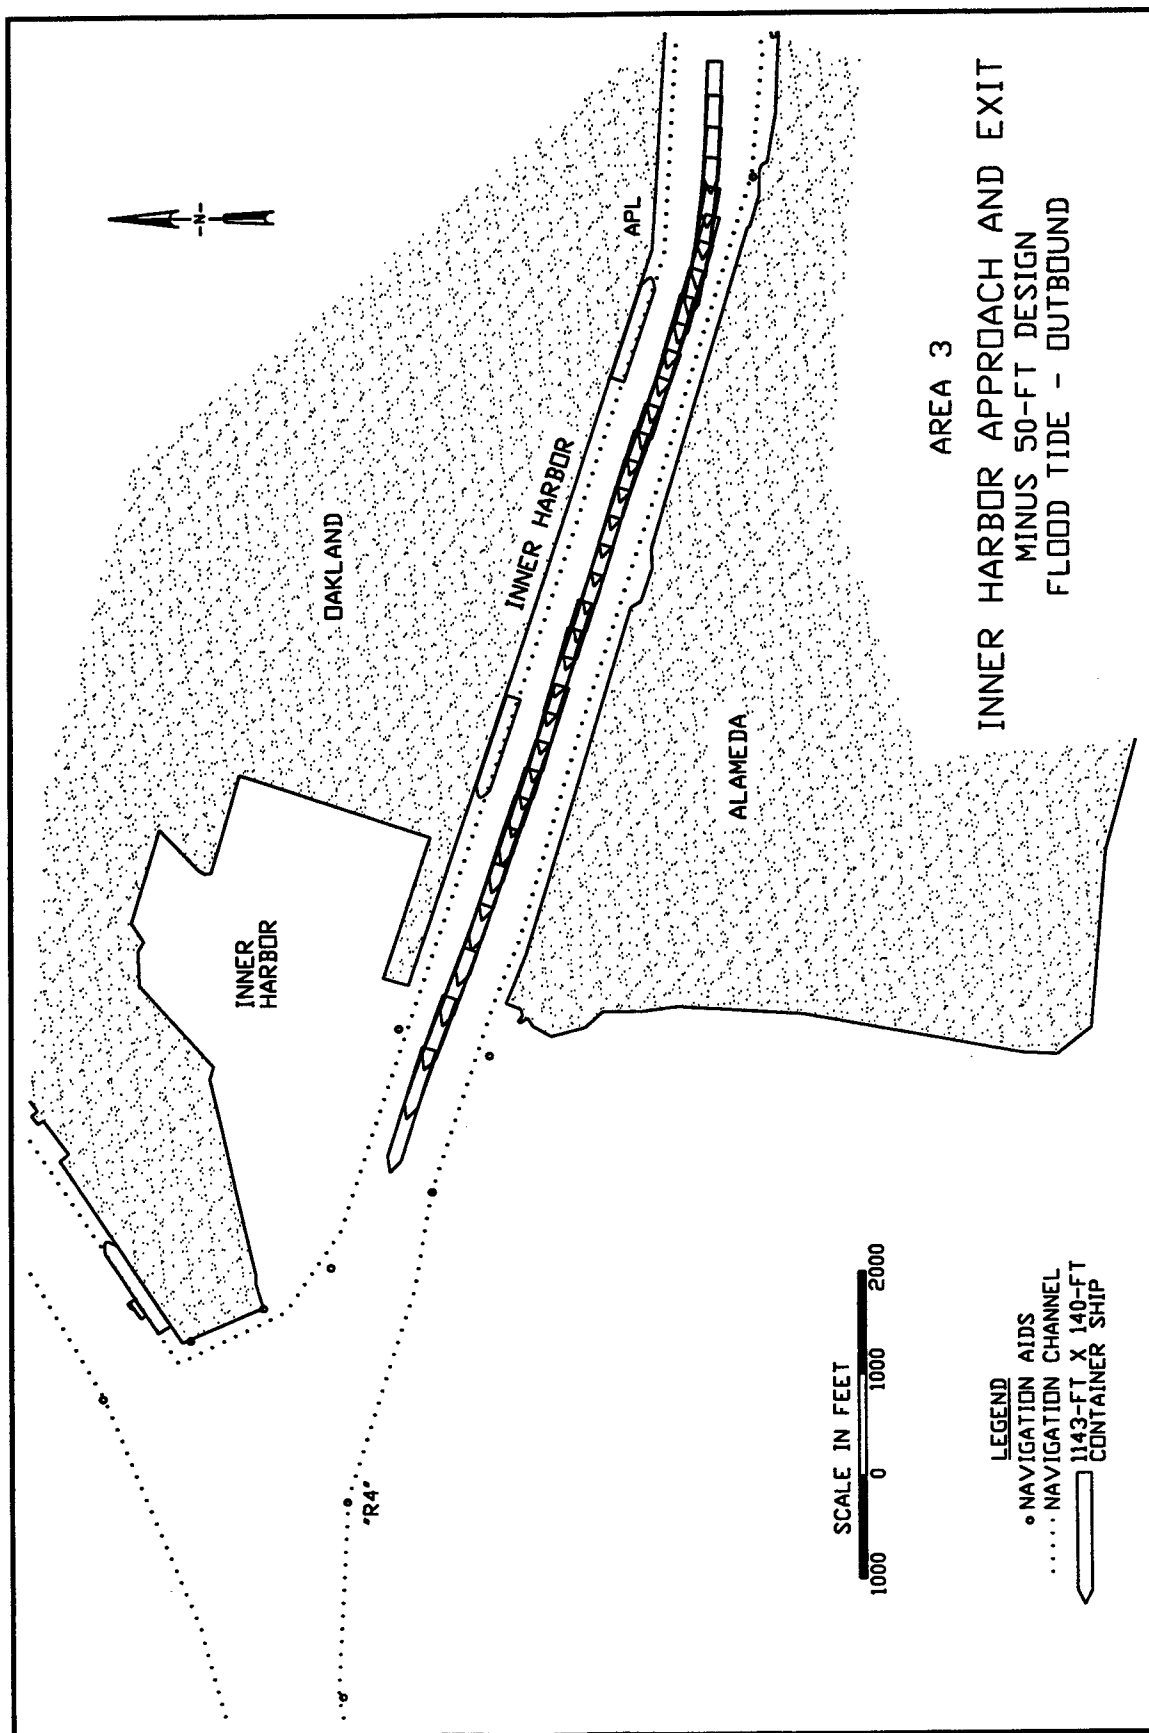 -N-
APL
OAKLAND
INNER HARBOR
INNER
HARBOR
ALAMEDA
"R4"
AREA 3
INNER HARBOR APPROACH AND EXIT
MINUS 50-FT DESIGN
FLOOD TIDE - OUTBOUND
SCALE IN FEET
1000 0 1000 2000
LEGEND
NAVIGATION AIDS
NAVIGATION CHANNEL
1143-FT X 140-FT
CONTAINER SHIP